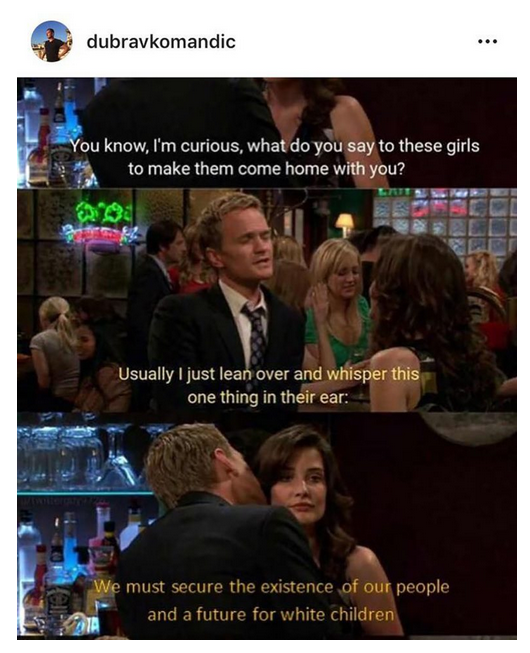 dubravkomandic
You know, I'm curious, what do you say to these girls
to make them come home with you?
Usually I just lean over and whisper this
one thing in their ear:
We must secure the existence of our people
and a future for white children